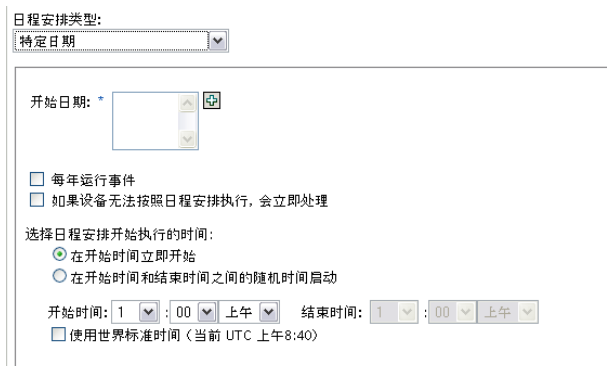 日程安排类型:
特定日期
开始日期: *
每年运行事件
如果设备无法按照日程安排执行, 会立即处理
选择日程安排开始执行的时间:
在开始时间立即开始
在开始时间和结束时间之间的随机时间启动
开始时间: 1 : 00 上午 结束时间: 1 : 00 上午
使用世界标准时间 (当前 UTC 上午8:40)